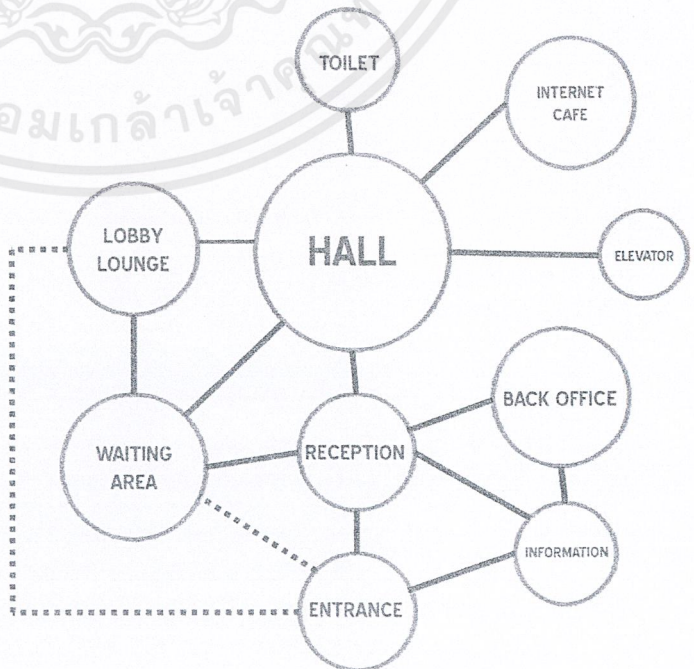 TOILET
INTERNET
CAFE
LOBBY
LOUNGE
HALL
ELEVATOR
BACK OFFICE
WAITING
AREA
RECEPTION
INFORMATION
ENTRANCE